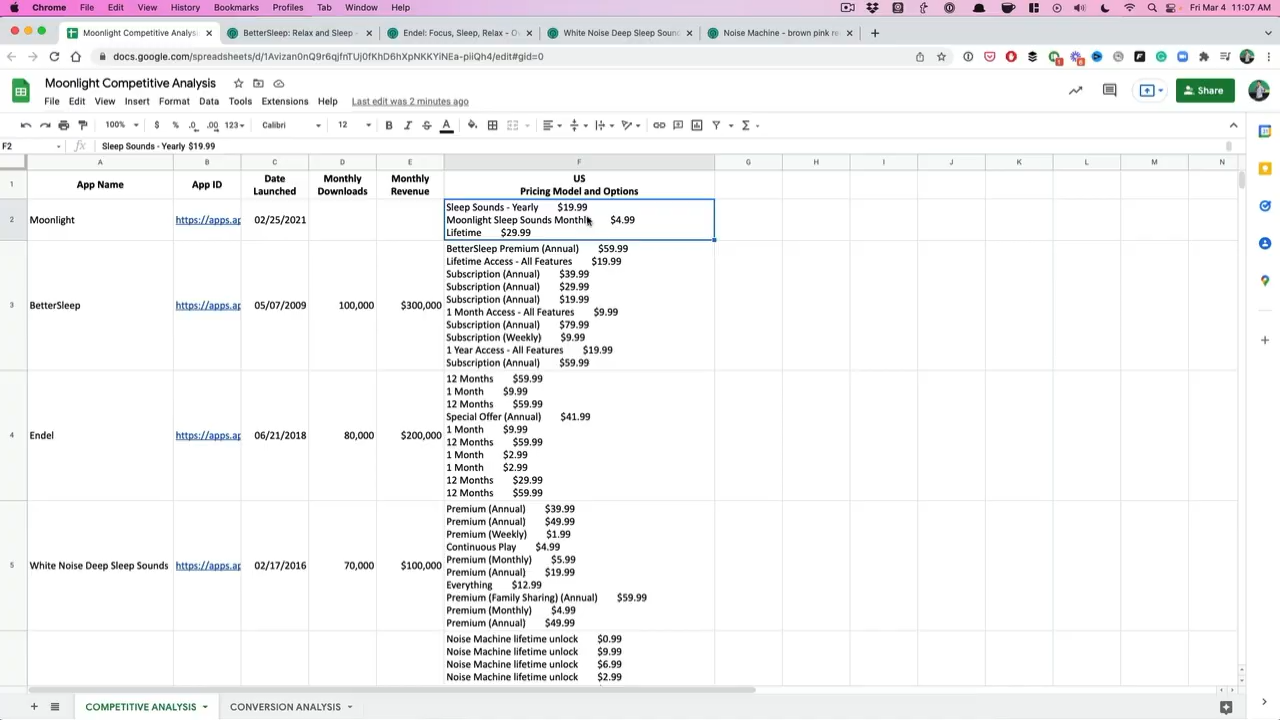 Chrome File Edit View History Bookmarks Profiles Tab Window Help Fri Mar 4 11:07 AM
Moonlight Competitive Analysis BetterSleep: Relax and Sleep - Endel: Focus, Sleep, Relax - O White Noise Deep Sleep Soun Noise Machine - brown pink re
docs.google.com/spreadsheets/d/1Avizan0nQ9r6qjfnTUj0fKhD6hXpNKKYiNEa-piiQh4/edit#gid=0
Moonlight Competitive Analysis
File Edit View Insert Format Data Tools Extensions Help Last edit was 2 minutes ago
Share
100% $ % .0 .00 123 Calibri 12 B I S A
F2 fx Sleep Sounds - Yearly $19.99
A B C D E F G H I J K L M N
1 App Name App ID Date Launched Monthly Downloads Monthly Revenue US Pricing Model and Options
2 Moonlight https://apps.ap 02/25/2021
Sleep Sounds - Yearly $19.99
Moonlight Sleep Sounds Monthly $4.99
Lifetime $29.99
3 BetterSleep https://apps.ap 05/07/2009 100,000 $300,000
BetterSleep Premium (Annual) $59.99
Lifetime Access - All Features $19.99
Subscription (Annual) $39.99
Subscription (Annual) $29.99
Subscription (Annual) $19.99
1 Month Access - All Features $9.99
Subscription (Annual) $79.99
Subscription (Weekly) $9.99
1 Year Access - All Features $19.99
Subscription (Annual) $59.99
4 Endel https://apps.ap 06/21/2018 80,000 $200,000
12 Months $59.99
1 Month $9.99
12 Months $59.99
Special Offer (Annual) $41.99
1 Month $9.99
12 Months $59.99
1 Month $2.99
1 Month $2.99
12 Months $29.99
12 Months $59.99
5 White Noise Deep Sleep Sounds https://apps.ap 02/17/2016 70,000 $100,000
Premium (Annual) $39.99
Premium (Annual) $49.99
Premium (Weekly) $1.99
Continuous Play $4.99
Premium (Monthly) $5.99
Premium (Annual) $19.99
Everything $12.99
Premium (Family Sharing) (Annual) $59.99
Premium (Monthly) $4.99
Premium (Annual) $49.99
Noise Machine lifetime unlock $0.99
Noise Machine lifetime unlock $9.99
Noise Machine lifetime unlock $6.99
Noise Machine lifetime unlock $2.99
COMPETITIVE ANALYSIS CONVERSION ANALYSIS